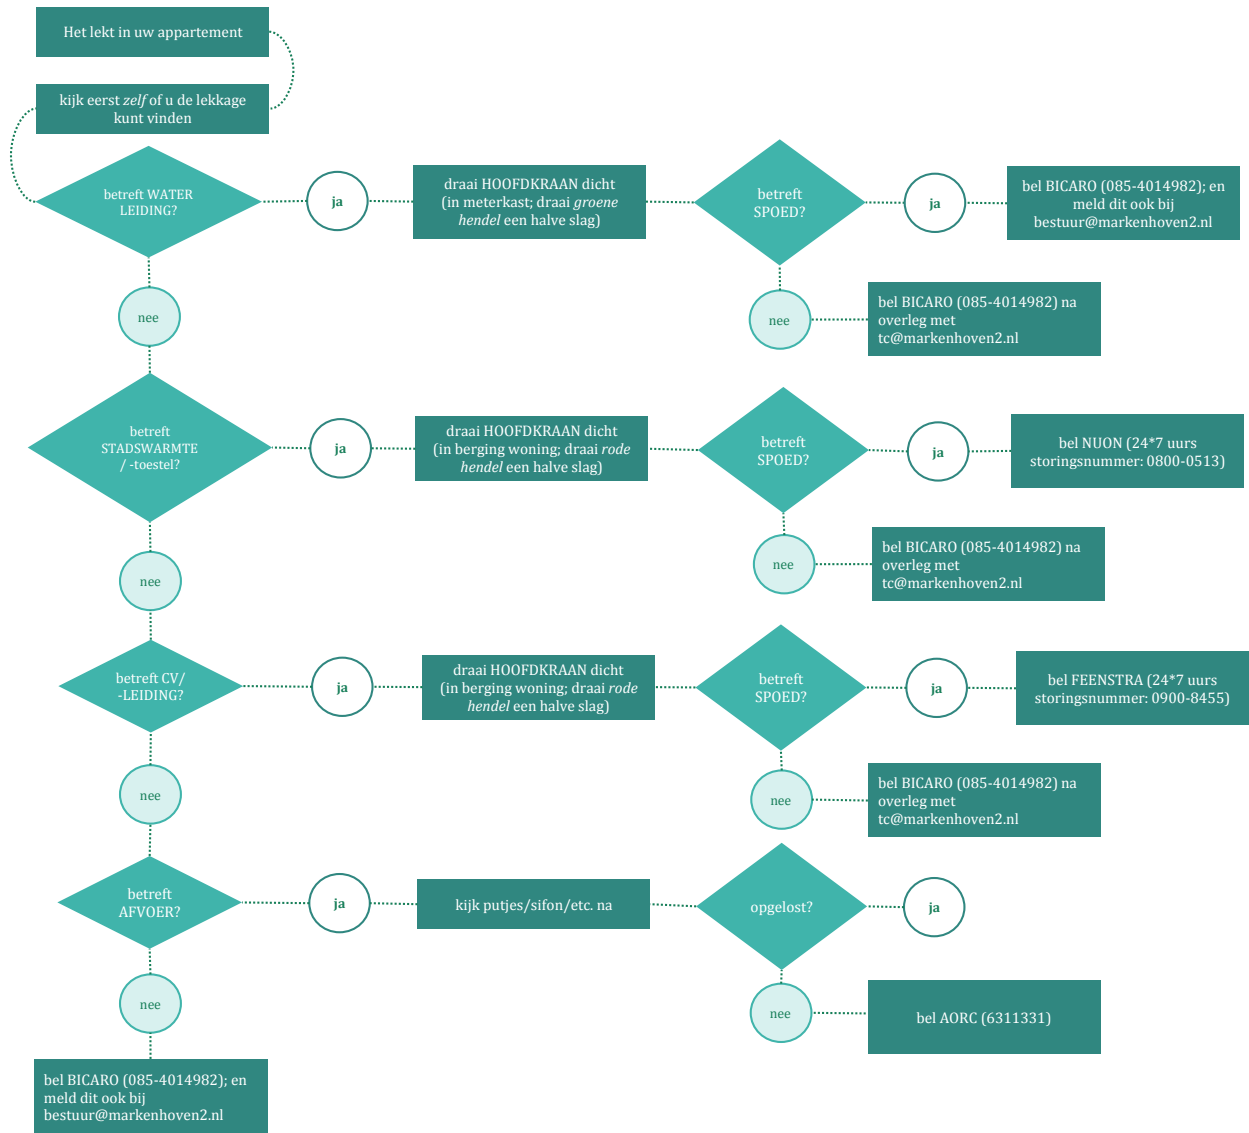 Het lekt in uw appartement
kijk eerst zelf of u de lekkage
kunt vinden
betreft WATER
LEIDING?
ja
draai HOOFDKRAAN dicht
(in meterkast; draai groene
hendel een halve slag)
betreft
SPOED?
ja
bel BICARO (085-4014982); en
meld dit ook bij
bestuur@markenhoven2.nl
nee
nee
bel BICARO (085-4014982) na
overleg met
tc@markenhoven2.nl
betreft
STADSWARMTE
/ -toestel?
ja
draai HOOFDKRAAN dicht
(in berging woning; draai rode
hendel een halve slag)
betreft
SPOED?
ja
bel NUON (24*7 uurs
storingsnummer: 0800-0513)
nee
nee
bel BICARO (085-4014982) na
overleg met
tc@markenhoven2.nl
betreft CV/
-LEIDING?
ja
draai HOOFDKRAAN dicht
(in berging woning; draai rode
hendel een halve slag)
betreft
SPOED?
ja
bel FEENSTRA (24*7 uurs
storingsnummer: 0900-8455)
nee
nee
bel BICARO (085-4014982) na
overleg met
tc@markenhoven2.nl
betreft
AFVOER?
ja
kijk putjes/sifon/etc. na
opgelost?
ja
nee
nee
bel AORC (6311331)
bel BICARO (085-4014982); en
meld dit ook bij
bestuur@markenhoven2.nl